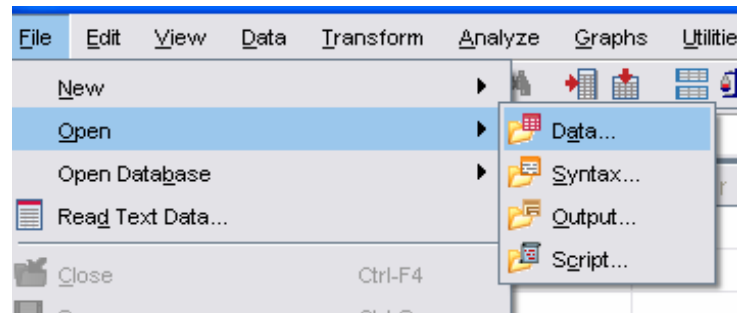 File Edit View Data Transform Analyze Graphs Utilitie
New
Open
Data...
Open Database
Syntax...
Read Text Data...
Output...
Close Ctrl-F4
Script...